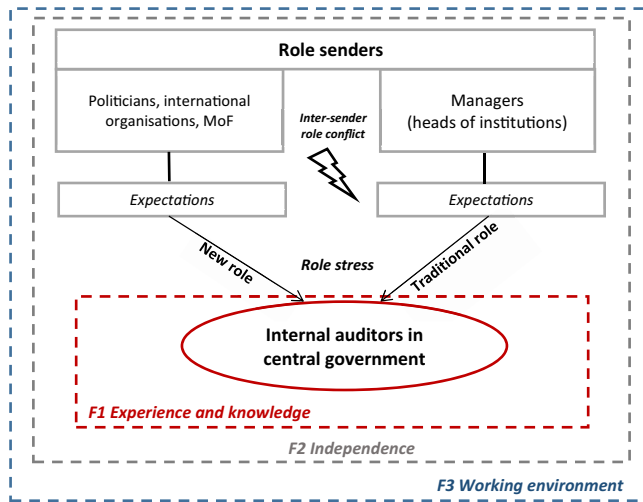 Role senders
Politicians, international
organisations, MoF
Inter-sender
role conflict
Managers
(heads of institutions)
Expectations
Expectations
New role
Role stress
Traditional role
Internal auditors in
central government
F1 Experience and knowledge
F2 Independence
F3 Working environment